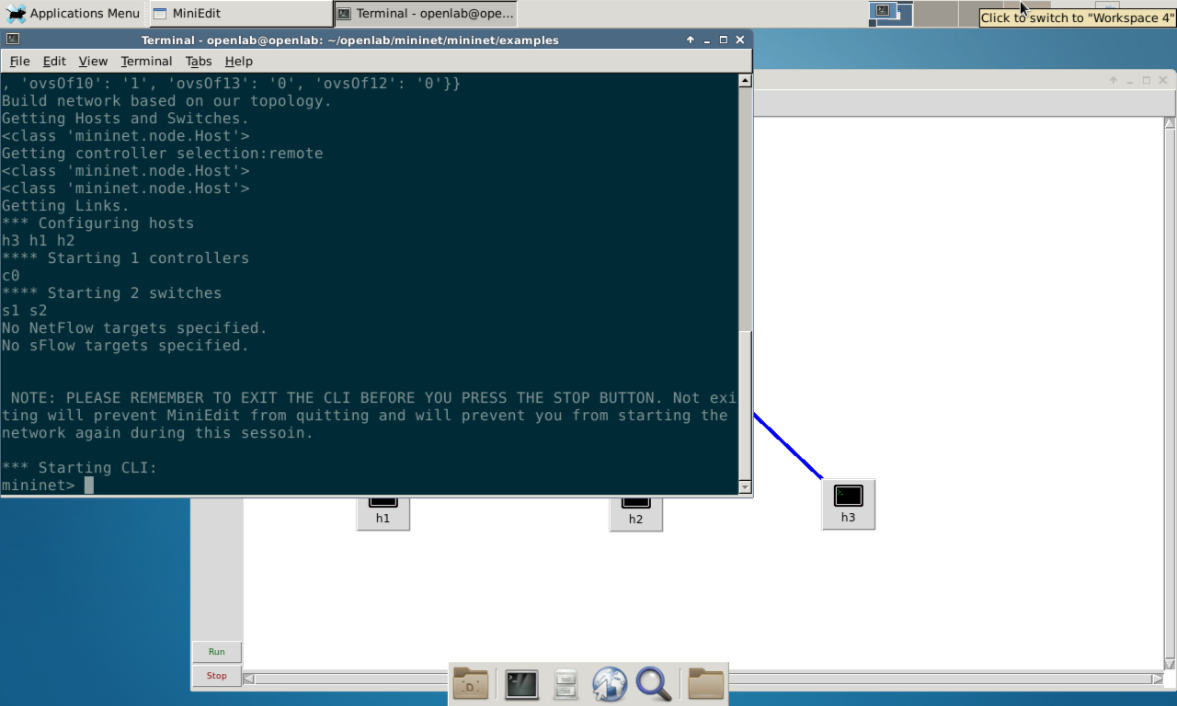 Applications Menu
MiniEdit
Terminal - openlab@ope...
Click to switch to "Workspace 4"
Terminal - openlab@openlab: ~/openlab/mininet/mininet/examples
File Edit View Terminal Tabs Help
, 'ovsOf10': '1', 'ovsOf13': '0', 'ovsOf12': '0'}}
Build network based on our topology.
Getting Hosts and Switches.
<class 'mininet.node.Host'>
Getting controller selection:remote
<class 'mininet.node.Host'>
<class 'mininet.node.Host'>
Getting Links.
*** Configuring hosts
h3 h1 h2
**** Starting 1 controllers
c0
**** Starting 2 switches
s1 s2
No NetFlow targets specified.
No sFlow targets specified.
NOTE: PLEASE REMEMBER TO EXIT THE CLI BEFORE YOU PRESS THE STOP BUTTON. Not exi
ting will prevent MiniEdit from quitting and will prevent you from starting the
network again during this sessoin.
*** Starting CLI:
mininet>
h1
h2
h3
Run
Stop